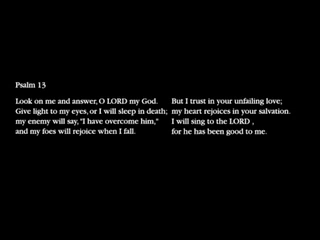 Psalm 13
Look on me and answer, O LORD my God.
Give light to my eyes, or I will sleep in death;
my enemy will say, "I have overcome him,"
and my foes will rejoice when I fall.
But I trust in your unfailing love;
my heart rejoices in your salvation.
I will sing to the LORD ,
for he has been good to me.